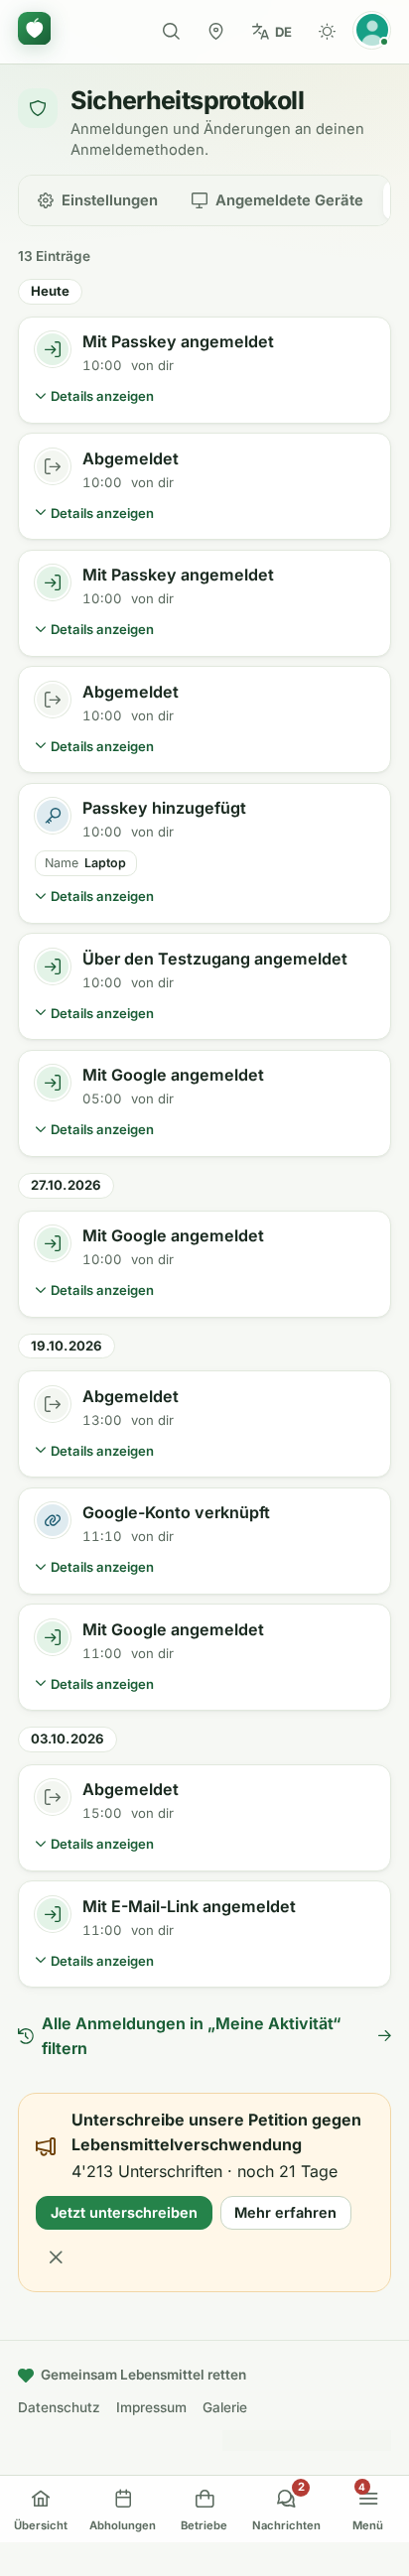 DE
Sicherheitsprotokoll
Anmeldungen und Änderungen an deinen
Anmeldemethoden.
Einstellungen
Angemeldete Geräte
13 Einträge
Heute
Mit Passkey angemeldet
10:00 von dir
Details anzeigen
Abgemeldet
10:00 von dir
Details anzeigen
Mit Passkey angemeldet
10:00 von dir
Details anzeigen
Abgemeldet
10:00 von dir
Details anzeigen
Passkey hinzugefügt
10:00 von dir
Name Laptop
Details anzeigen
Über den Testzugang angemeldet
10:00 von dir
Details anzeigen
Mit Google angemeldet
05:00 von dir
Details anzeigen
27.10.2026
Mit Google angemeldet
10:00 von dir
Details anzeigen
19.10.2026
Abgemeldet
13:00 von dir
Details anzeigen
Google-Konto verknüpft
11:10 von dir
Details anzeigen
Mit Google angemeldet
11:00 von dir
Details anzeigen
03.10.2026
Abgemeldet
15:00 von dir
Details anzeigen
Mit E-Mail-Link angemeldet
11:00 von dir
Details anzeigen
Alle Anmeldungen in „Meine Aktivität“
filtern
Unterschreibe unsere Petition gegen
Lebensmittelverschwendung
4'213 Unterschriften · noch 21 Tage
Jetzt unterschreiben
Mehr erfahren
Gemeinsam Lebensmittel retten
Datenschutz Impressum Galerie
2
4
Übersicht Abholungen Betriebe Nachrichten Menü